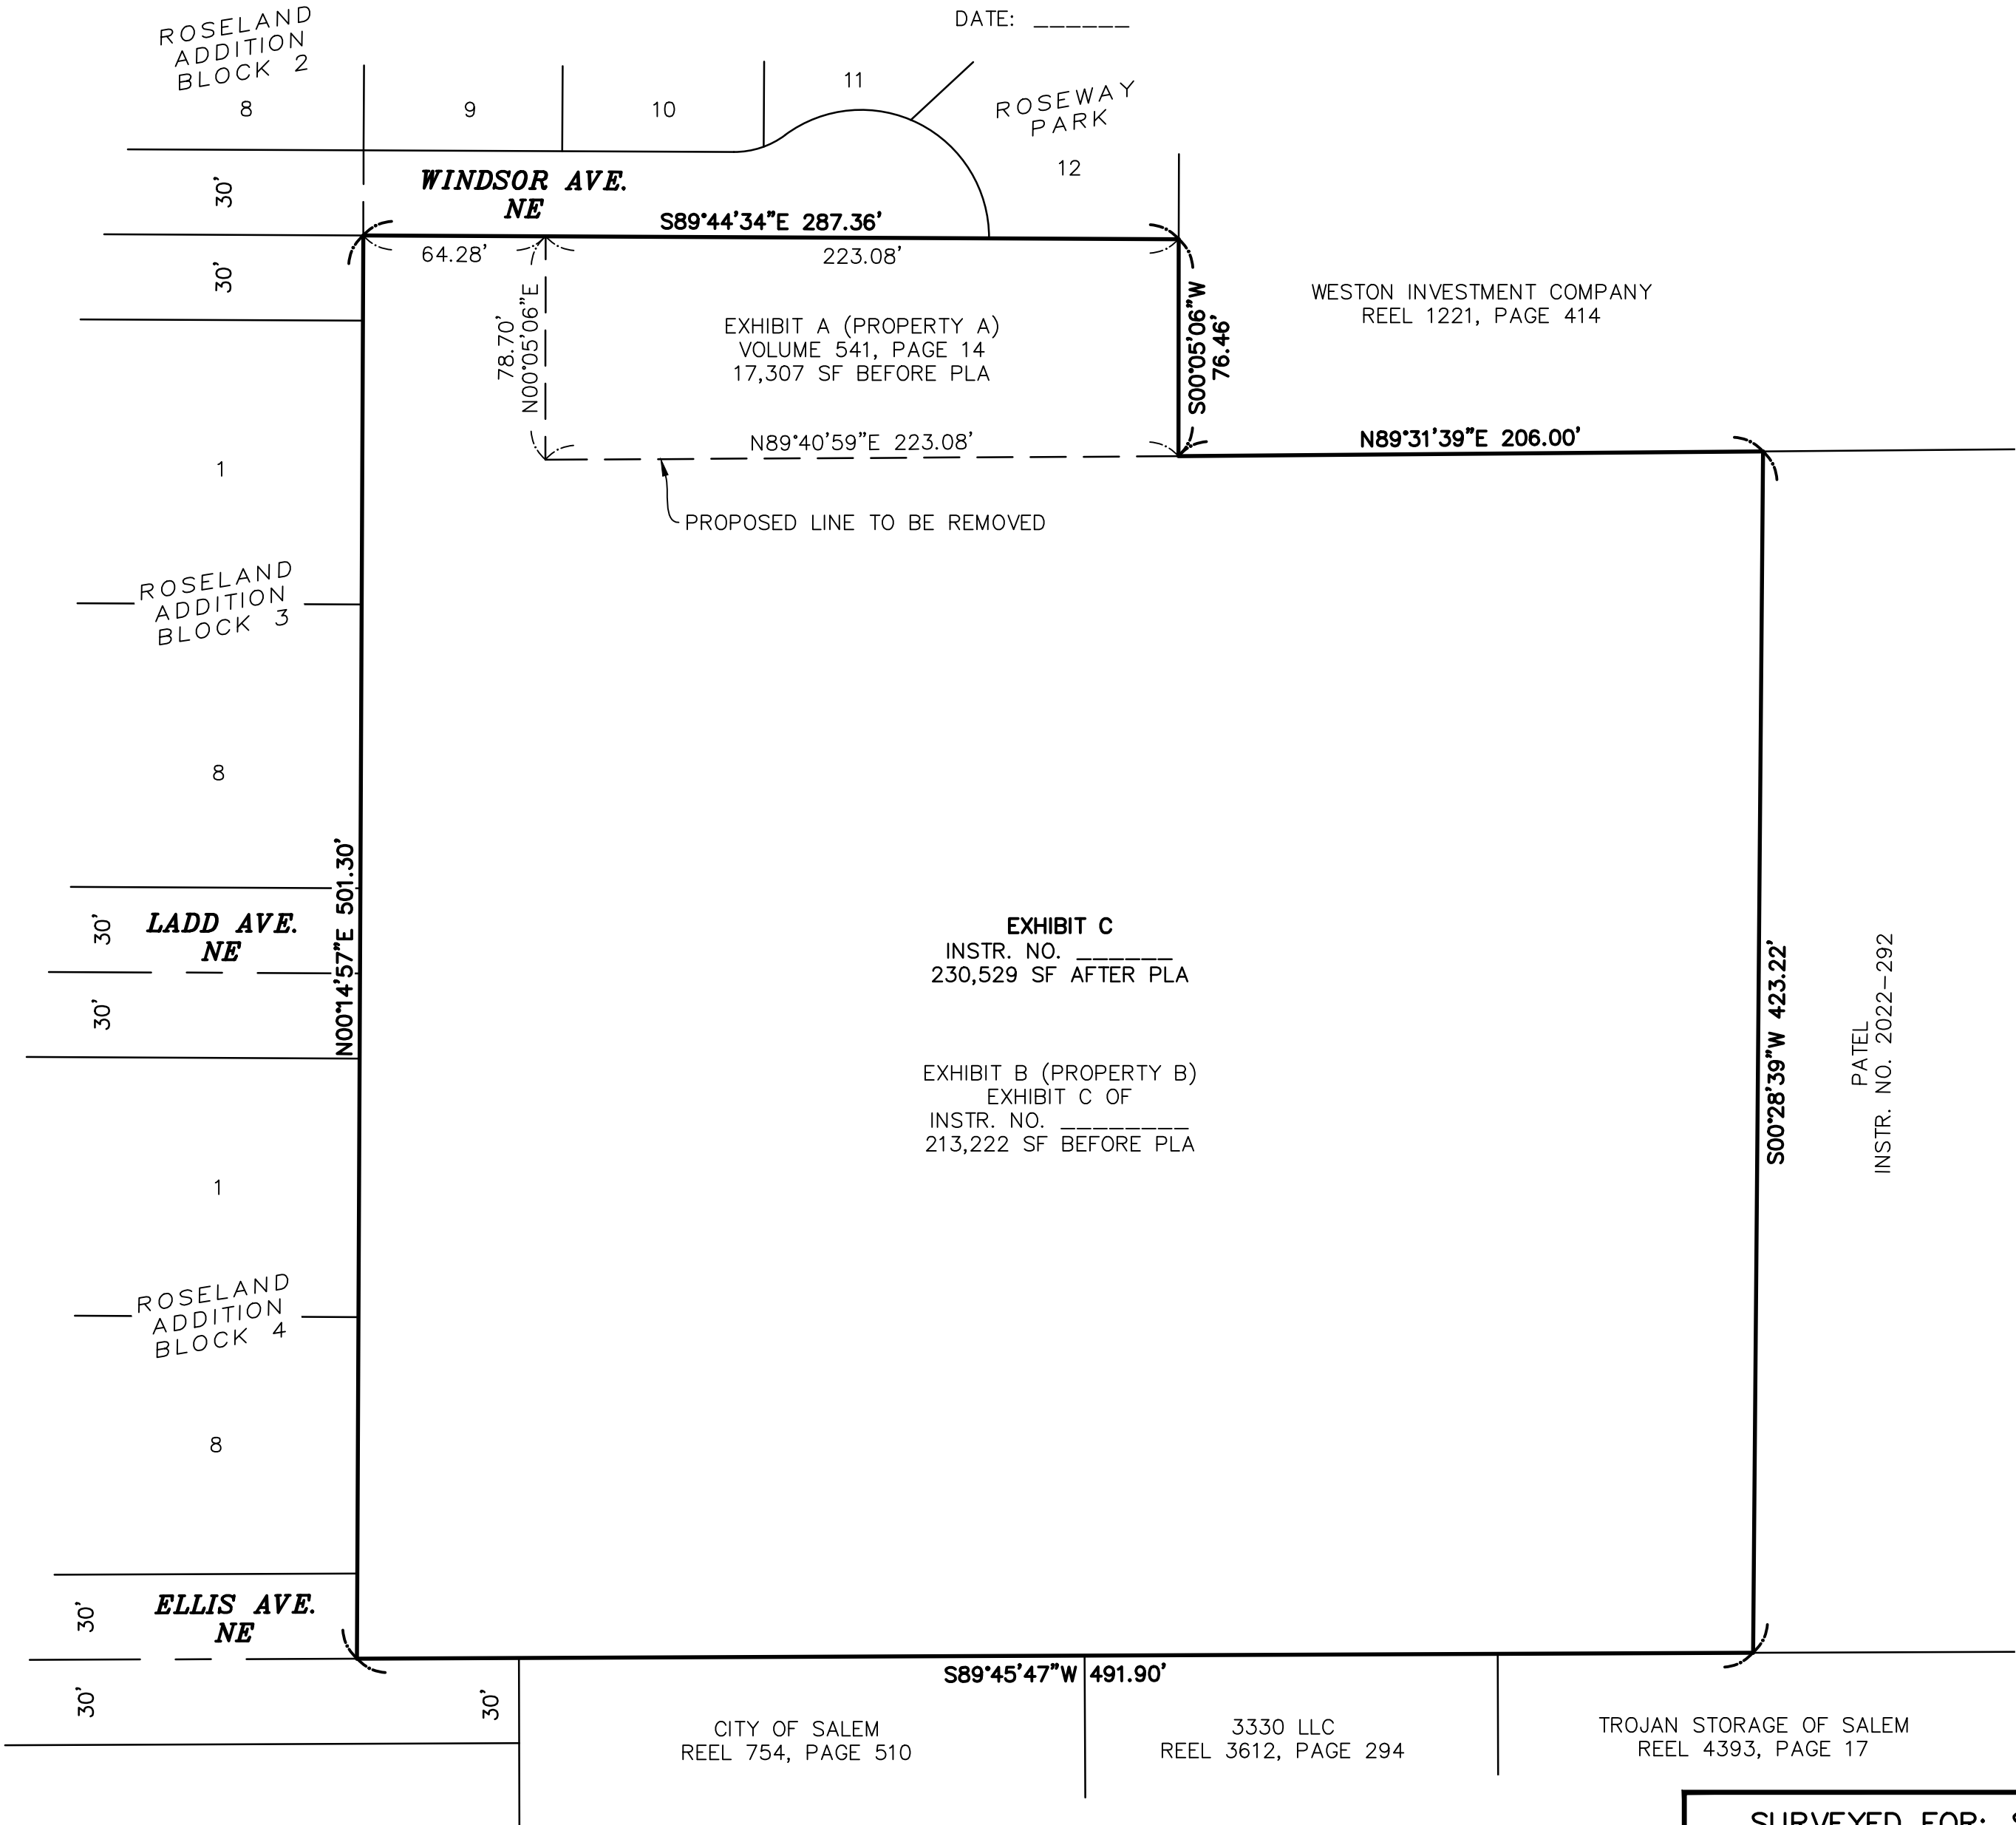 DATE: ______
ROSELAND
ADDITION
BLOCK 2
8
9
10
11
ROSEWAY
PARK
12
30'
WINDSOR AVE.
NE
S89°44'34"E 287.36'
64.28'
223.08'
30'
78.70'
N00°05'06"E
EXHIBIT A (PROPERTY A)
VOLUME 541, PAGE 14
17,307 SF BEFORE PLA
S00°05'06"W
76.46'
WESTON INVESTMENT COMPANY
REEL 1221, PAGE 414
N89°40'59"E 223.08'
N89°31'39"E 206.00'
1
PROPOSED LINE TO BE REMOVED
ROSELAND
ADDITION
BLOCK 3
8
N00°14'57"E 501.30'
30'
LADD AVE.
NE
30'
EXHIBIT C
INSTR. NO. ______
230,529 SF AFTER PLA
EXHIBIT B (PROPERTY B)
EXHIBIT C OF
INSTR. NO. ________
213,222 SF BEFORE PLA
S00°28'39"W 423.22'
PATEL
INSTR. NO. 2022-292
1
ROSELAND
ADDITION
BLOCK 4
8
30'
ELLIS AVE.
NE
S89°45'47"W 491.90'
30'
30'
CITY OF SALEM
REEL 754, PAGE 510
3330 LLC
REEL 3612, PAGE 294
TROJAN STORAGE OF SALEM
REEL 4393, PAGE 17
SURVEYED FOR: